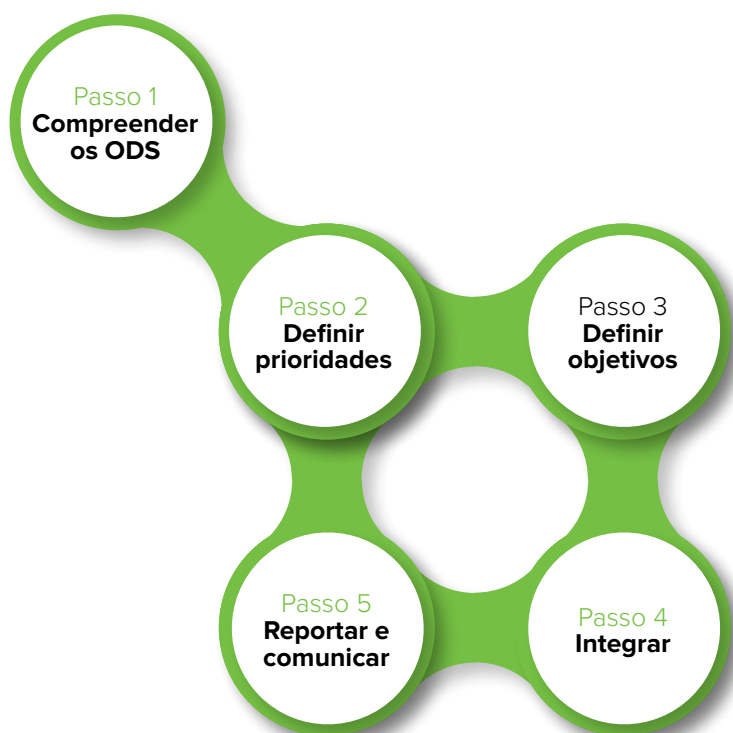 Passo 1
Compreender
os ODS
Passo 2
Definir
prioridades
Passo 3
Definir
objetivos
Passo 4
Integrar
Passo 5
Reportar e
comunicar